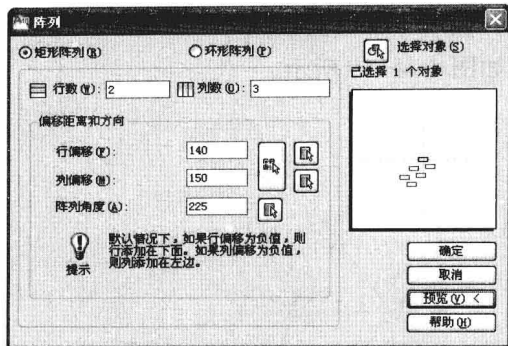 阵列
矩形阵列(R)
环形阵列(P)
选择对象(S)
已选择 1 个对象
行数(W): 2
列数(O): 3
偏移距离和方向
行偏移(F): 140
列偏移(M): 150
阵列角度(A): 225
提示
默认情况下，如果行偏移为负值，则
行添加在下面。如果列偏移为负值，
则列添加在左边。
确定
取消
预览(V) <
帮助(H)